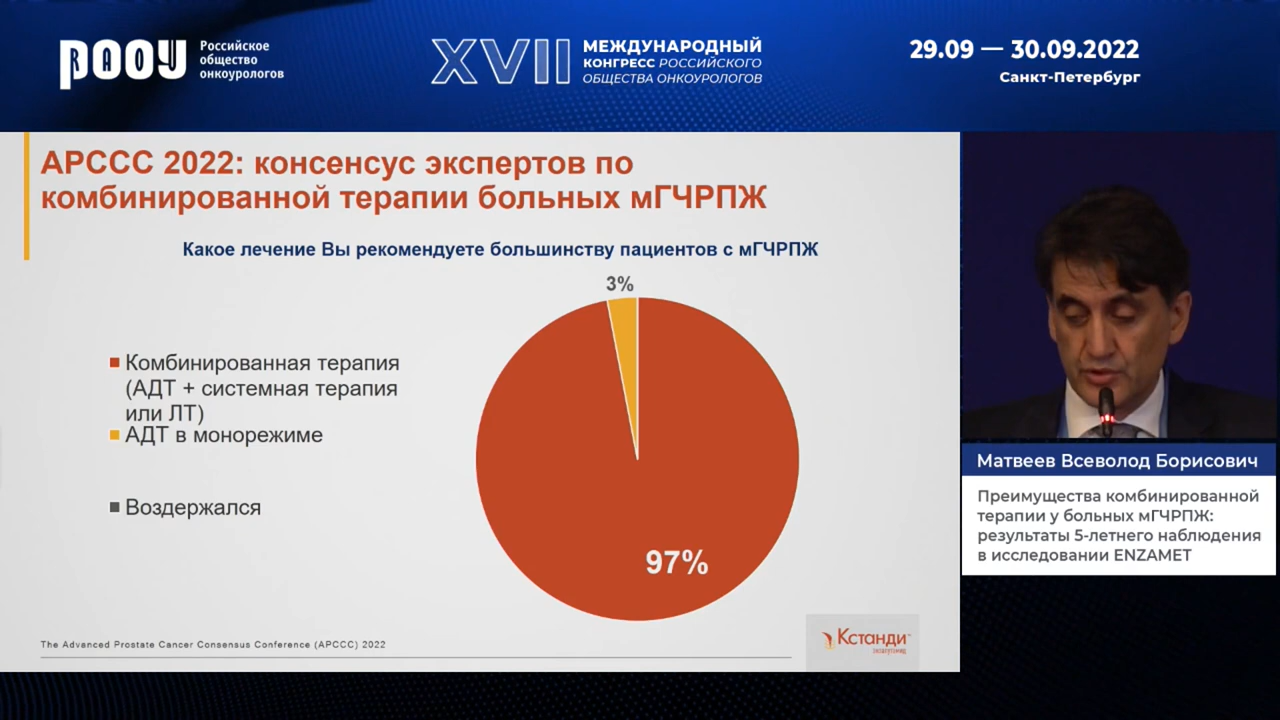 РООУ
RAOU
Российское
общество
онкоурологов
XVII
МЕЖДУНАРОДНЫЙ
КОНГРЕСС РОССИЙСКОГО
ОБЩЕСТВА ОНКОУРОЛОГОВ
29.09 — 30.09.2022
Санкт-Петербург
APCCC 2022: консенсус экспертов по
комбинированной терапии больных мГЧРПЖ
Какое лечение Вы рекомендуете большинству пациентов с мГЧРПЖ
3%
Комбинированная терапия
(АДТ + системная терапия
или ЛТ)
АДТ в монорежиме
Воздержался
97%
The Advanced Prostate Cancer Consensus Conference (APCCC) 2022
Кстанди™
энзалутамид
Матвеев Всеволод Борисович
Преимущества комбинированной
терапии у больных мГЧРПЖ:
результаты 5-летнего наблюдения
в исследовании ENZAMET